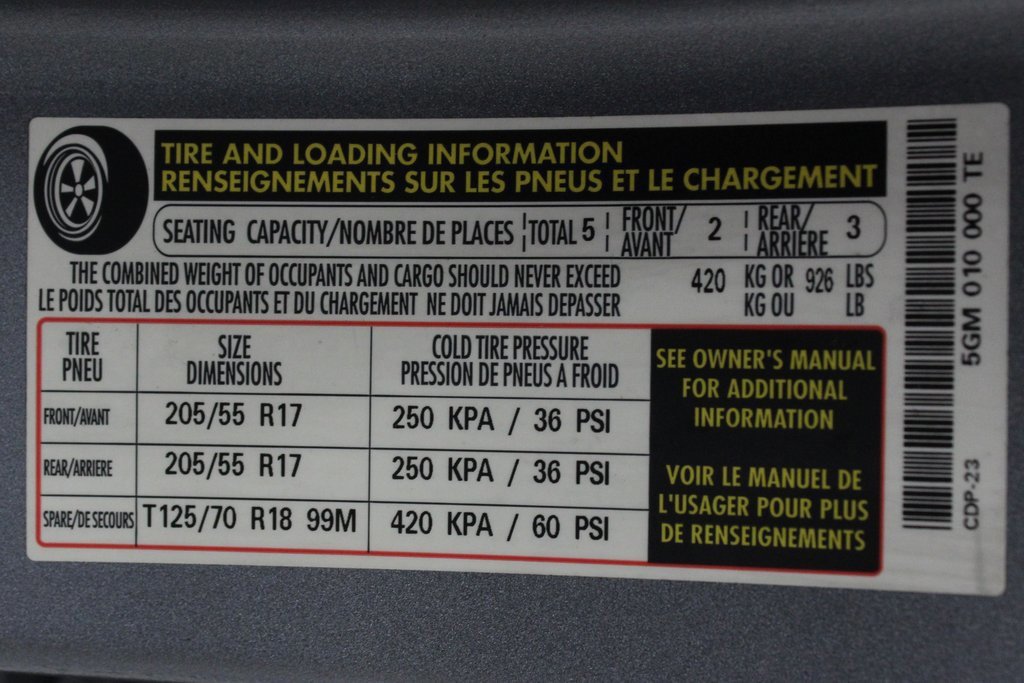 TIRE AND LOADING INFORMATION
RENSEIGNEMENTS SUR LES PNEUS ET LE CHARGEMENT
SEATING CAPACITY/NOMBRE DE PLACES TOTAL 5 FRONT/AVANT 2 REAR/ARRIERE 3
THE COMBINED WEIGHT OF OCCUPANTS AND CARGO SHOULD NEVER EXCEED 420 KG OR 926 LBS
LE POIDS TOTAL DES OCCUPANTS ET DU CHARGEMENT NE DOIT JAMAIS DEPASSER KG OU LB
TIRE SIZE COLD TIRE PRESSURE
PNEU DIMENSIONS PRESSION DE PNEUS A FROID
FRONT/AVANT 205/55 R17 250 KPA / 36 PSI
REAR/ARRIERE 205/55 R17 250 KPA / 36 PSI
SPARE/DE SECOURS T125/70 R18 99M 420 KPA / 60 PSI
SEE OWNER'S MANUAL
FOR ADDITIONAL
INFORMATION
VOIR LE MANUEL DE
L'USAGER POUR PLUS
DE RENSEIGNEMENTS
5GM 010 000 TE
CDP-23